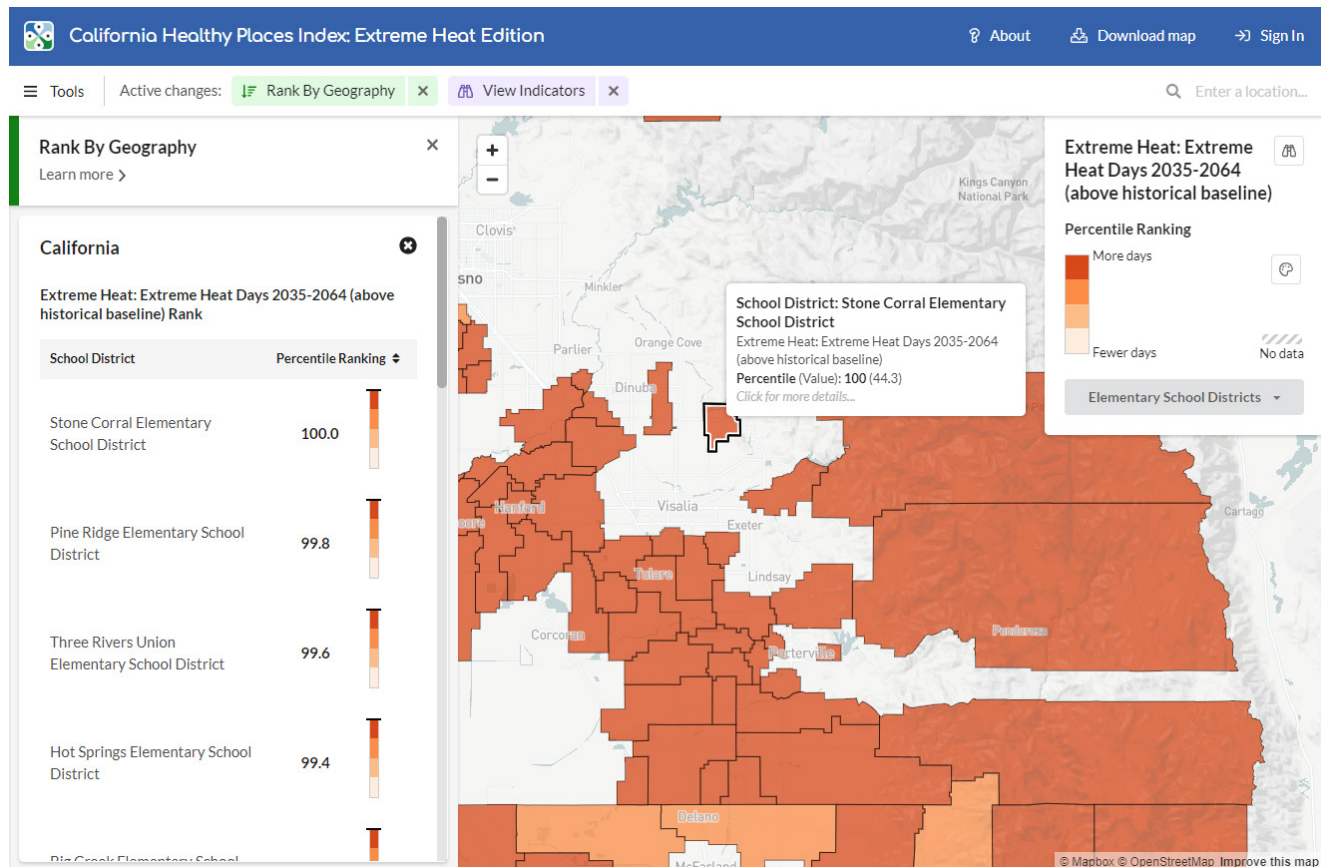 California Healthy Places Index: Extreme Heat Edition
About
Download map
Sign In
Tools
Active changes:
Rank By Geography
View Indicators
Enter a location...
Rank By Geography
Learn more
California
Extreme Heat: Extreme Heat Days 2035-2064 (above
historical baseline) Rank
School District
Percentile Ranking
Stone Corral Elementary
School District
100.0
Pine Ridge Elementary School
District
99.8
Three Rivers Union
Elementary School District
99.6
Hot Springs Elementary School
District
99.4
Big Creek Elementary School
+
−
Kings Canyon
National Park
Clovis
sno
Minkler
Parlier
Orange Cove
Dinuba
School District: Stone Corral Elementary
School District
Extreme Heat: Extreme Heat Days 2035-2064
(above historical baseline)
Percentile (Value): 100 (44.3)
Click for more details...
Hanford
oore
Visalia
Exeter
Cartago
Tulare
Lindsay
Corcoran
Ponderosa
Porterville
Delano
McFarland
Extreme Heat: Extreme
Heat Days 2035-2064
(above historical baseline)
Percentile Ranking
More days
Fewer days
No data
Elementary School Districts
© Mapbox © OpenStreetMap Improve this map